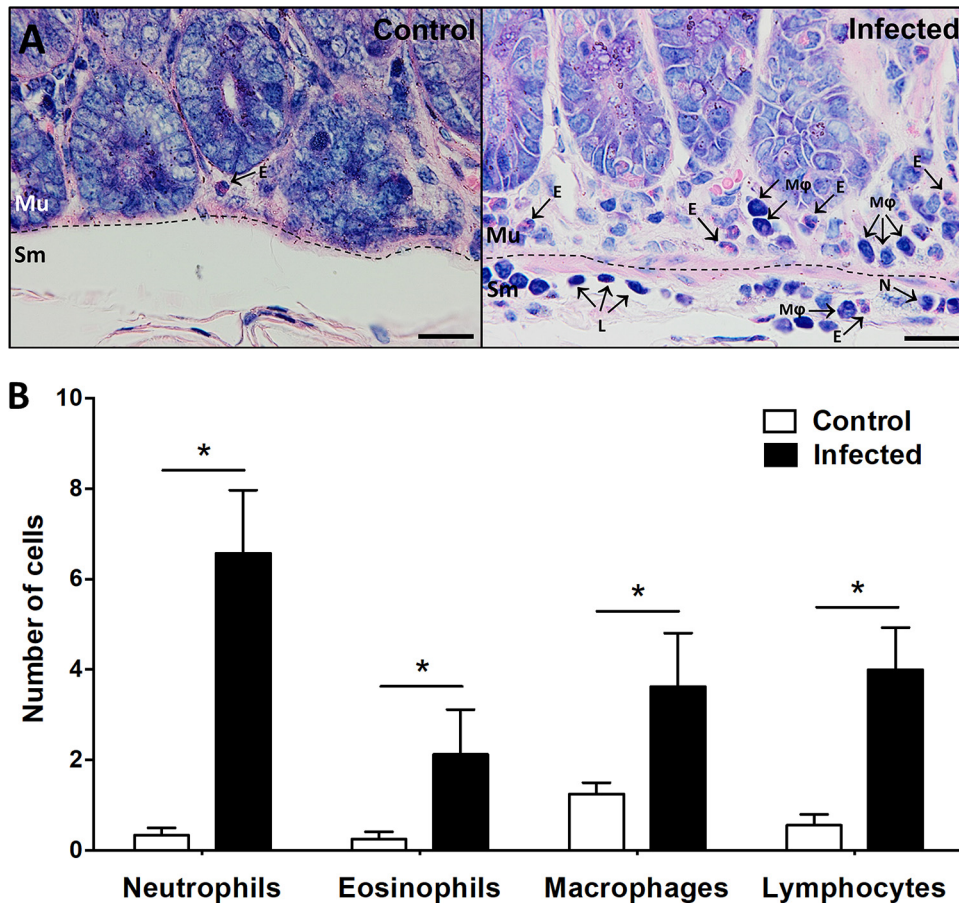 A
Control
E
Mu
Sm
Infected
E
Mφ
E
E
E
Mφ
Mu
Sm
L
Mφ
N
E
B
10
8
6
4
2
0
Number of cells
Control
Infected
*
*
*
*
Neutrophils
Eosinophils
Macrophages
Lymphocytes